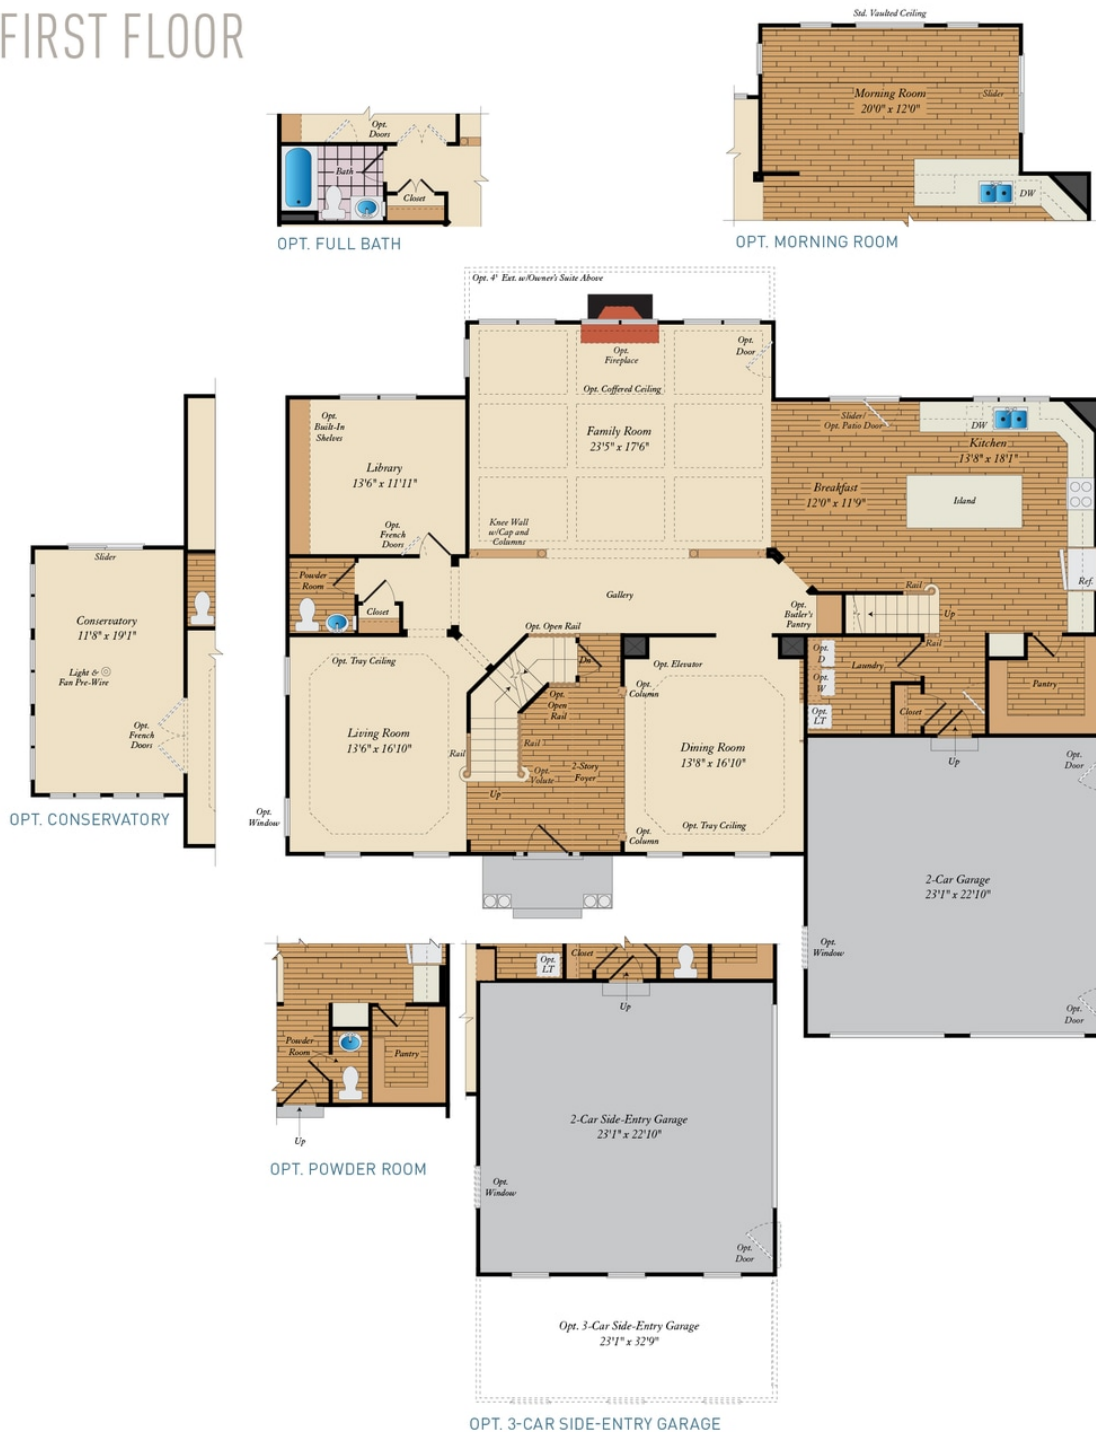 FIRST FLOOR
Std. Vaulted Ceiling
Morning Room
20'0" x 12'0"
Slider
DW
OPT. MORNING ROOM
Opt.
Doors
Bath
Closet
OPT. FULL BATH
Opt. 4' Ext. w/Owner's Suite Above
Opt.
Fireplace
Opt.
Door
Opt. Coffered Ceiling
Family Room
23'5" x 17'6"
Knee Wall
w/Cap and
Columns
Opt.
Built-In
Shelves
Library
13'6" x 11'11"
Opt.
French
Doors
Slider/
Opt. Patio Door
DW
Kitchen
13'8" x 18'1"
Breakfast
12'0" x 11'9"
Island
Ref.
Rail
Up
Rail
Slider
Conservatory
11'8" x 19'1"
Light &
Fan Pre-Wire
Opt.
French
Doors
OPT. CONSERVATORY
Powder
Room
Closet
Gallery
Opt.
Butler's
Pantry
Opt. Open Rail
Opt. Tray Ceiling
Living Room
13'6" x 16'10"
Opt.
Window
Dn
Opt.
Open
Rail
Rail
Rail
Opt.
Volute
Up
2-Story
Foyer
Opt. Elevator
Opt.
Column
Dining Room
13'8" x 16'10"
Opt. Tray Ceiling
Opt.
Column
Opt.
D
Opt.
W
Opt.
LT
Laundry
Closet
Pantry
Up
Opt.
Door
2-Car Garage
23'1" x 22'10"
Opt.
Window
Opt.
Door
Powder
Room
Pantry
Up
OPT. POWDER ROOM
Opt.
LT
Closet
Up
2-Car Side-Entry Garage
23'1" x 22'10"
Opt.
Window
Opt.
Door
Opt. 3-Car Side-Entry Garage
23'1" x 32'9"
OPT. 3-CAR SIDE-ENTRY GARAGE